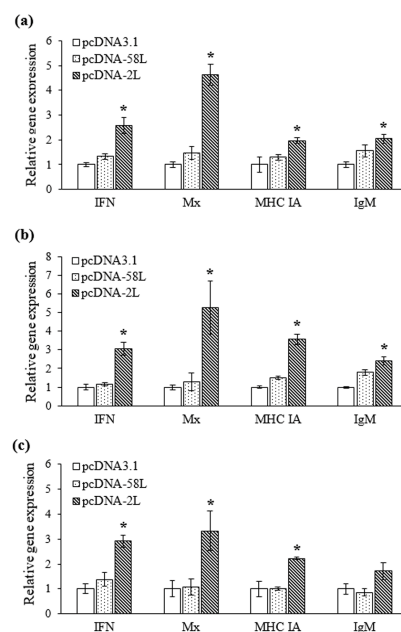 (a)
pcDNA3.1
pcDNA-58L
pcDNA-2L
Relative gene expression
6
5
4
3
2
1
0
*
*
*
*
IFN
Mx
MHC IA
IgM
(b)
pcDNA3.1
pcDNA-58L
pcDNA-2L
Relative gene expression
8
7
6
5
4
3
2
1
0
*
*
*
*
IFN
Mx
MHC IA
IgM
(c)
pcDNA3.1
pcDNA-58L
pcDNA-2L
Relative gene expression
6
5
4
3
2
1
0
*
*
*
IFN
Mx
MHC IA
IgM